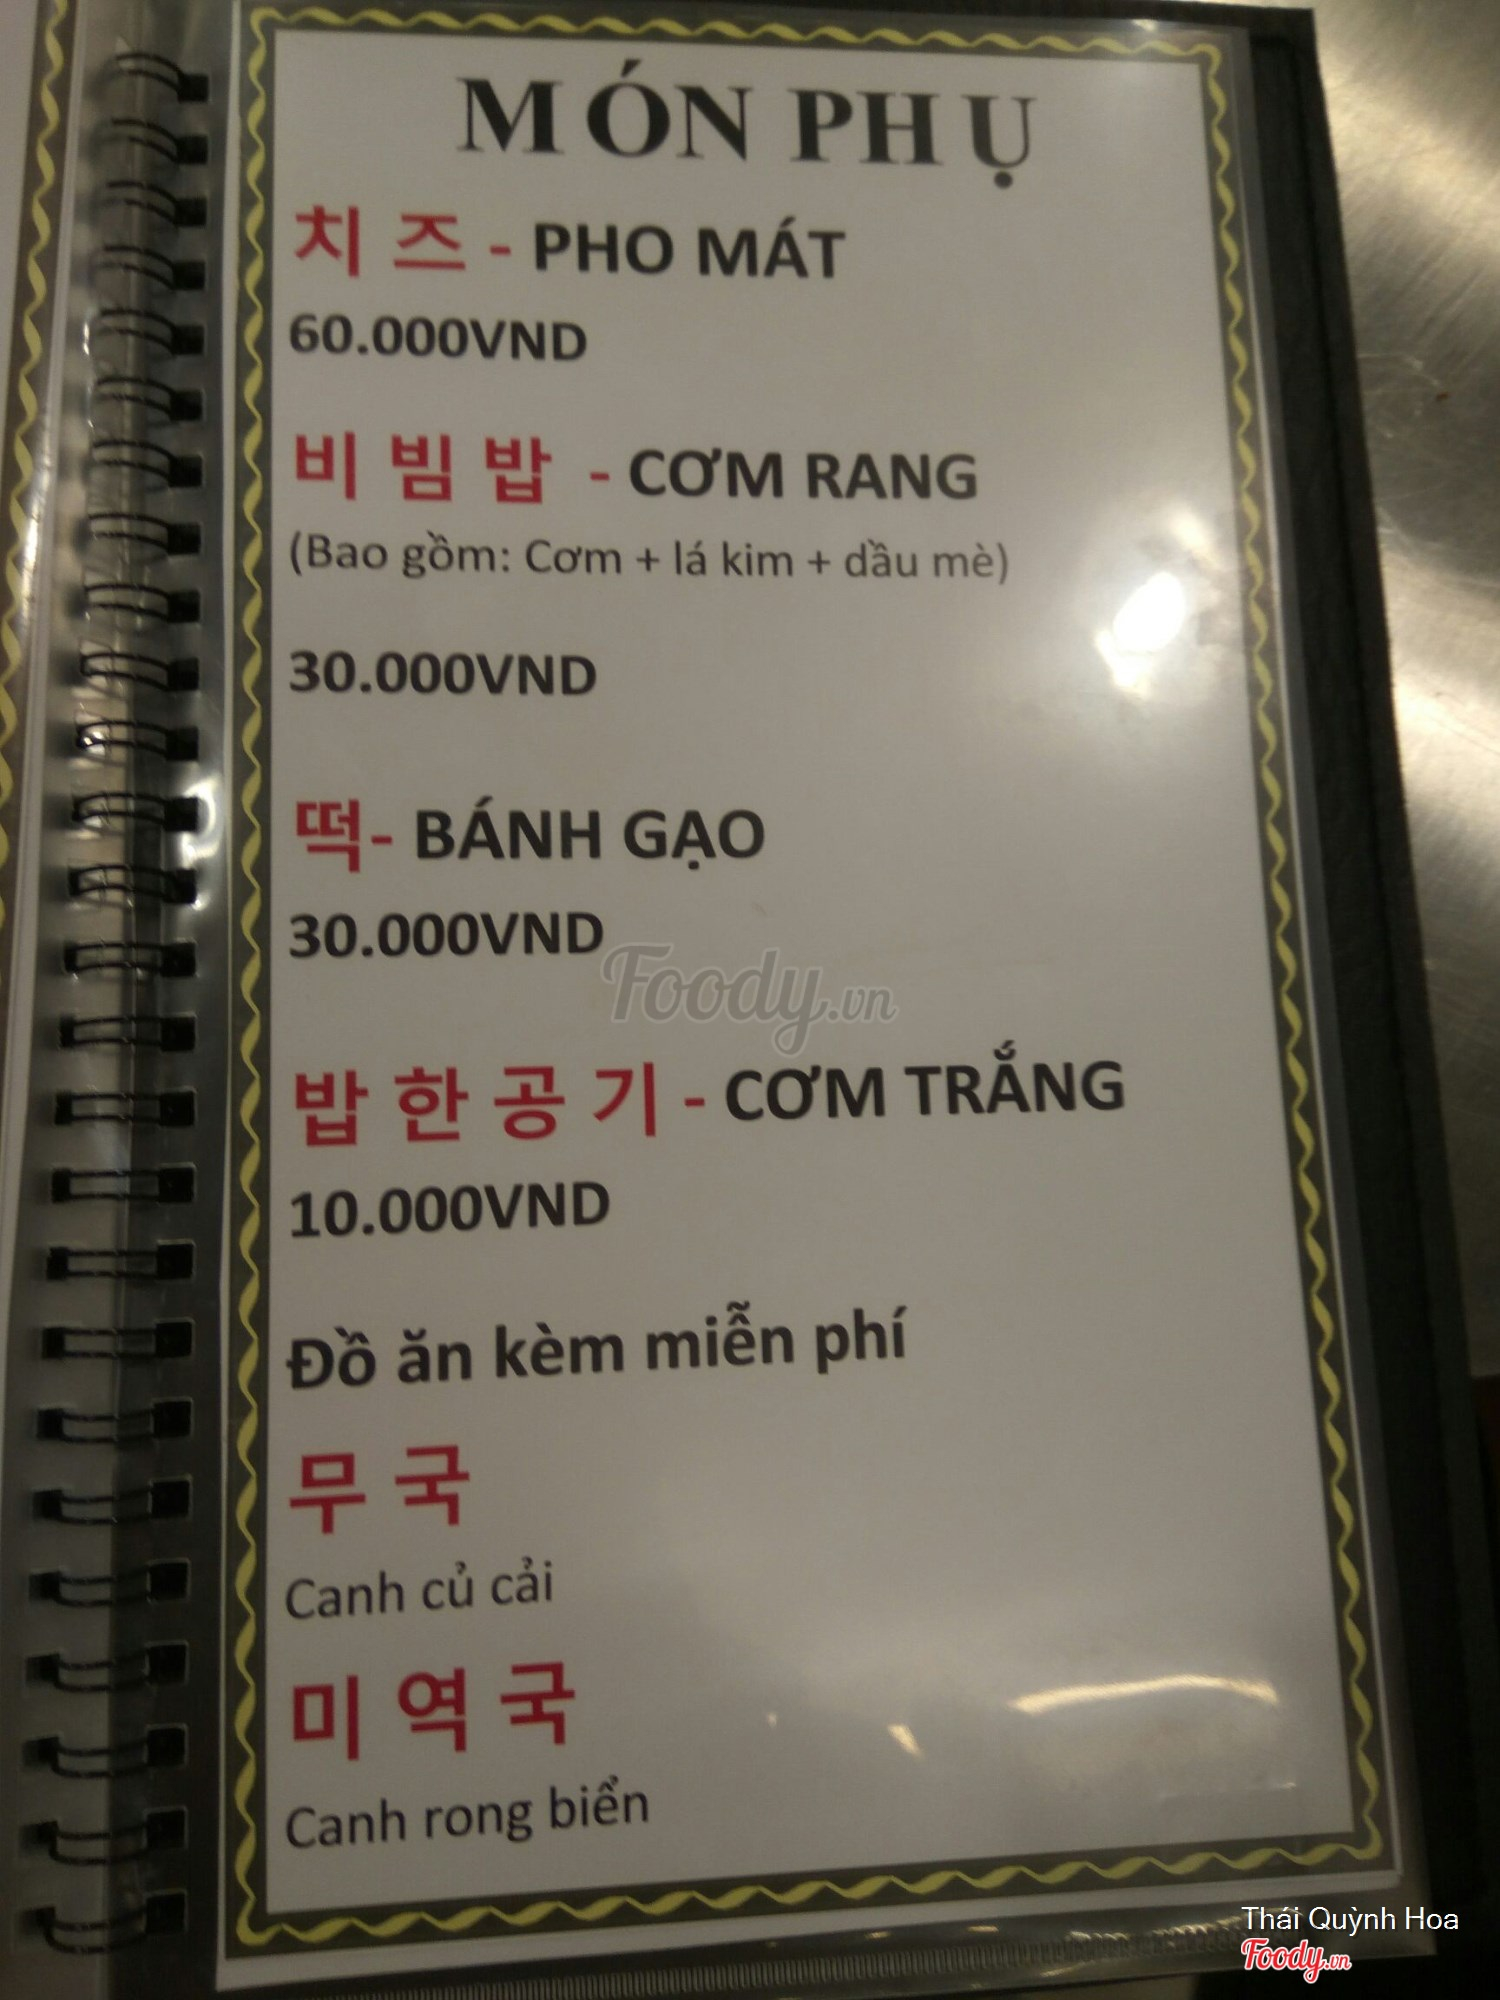 MÓN PHỤ
치 즈 - PHO MÁT
60.000VND
비 빔 밥 - CƠM RANG
(Bao gồm: Cơm + lá kim + dầu mè)
30.000VND
떡- BÁNH GẠO
30.000VND
Foody.vn
밥 한 공 기 - CƠM TRẮNG
10.000VND
Đồ ăn kèm miễn phí
무 국
Canh củ cải
미 역 국
Canh rong biển
Thái Quỳnh Hoa
Foody.vn